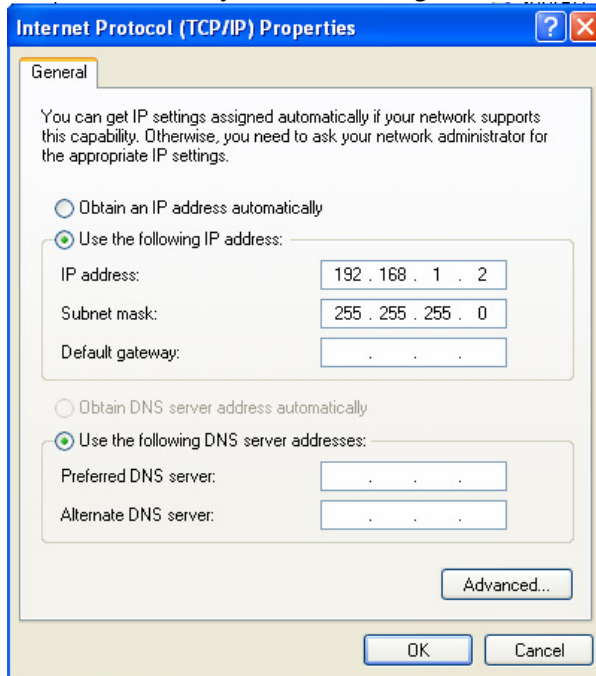 Internet Protocol (TCP/IP) Properties
General
You can get IP settings assigned automatically if your network supports
this capability. Otherwise, you need to ask your network administrator for
the appropriate IP settings.
Obtain an IP address automatically
Use the following IP address:
IP address: 192 . 168 . 1 . 2
Subnet mask: 255 . 255 . 255 . 0
Default gateway: . . .
Obtain DNS server address automatically
Use the following DNS server addresses:
Preferred DNS server: . . .
Alternate DNS server: . . .
Advanced...
OK Cancel